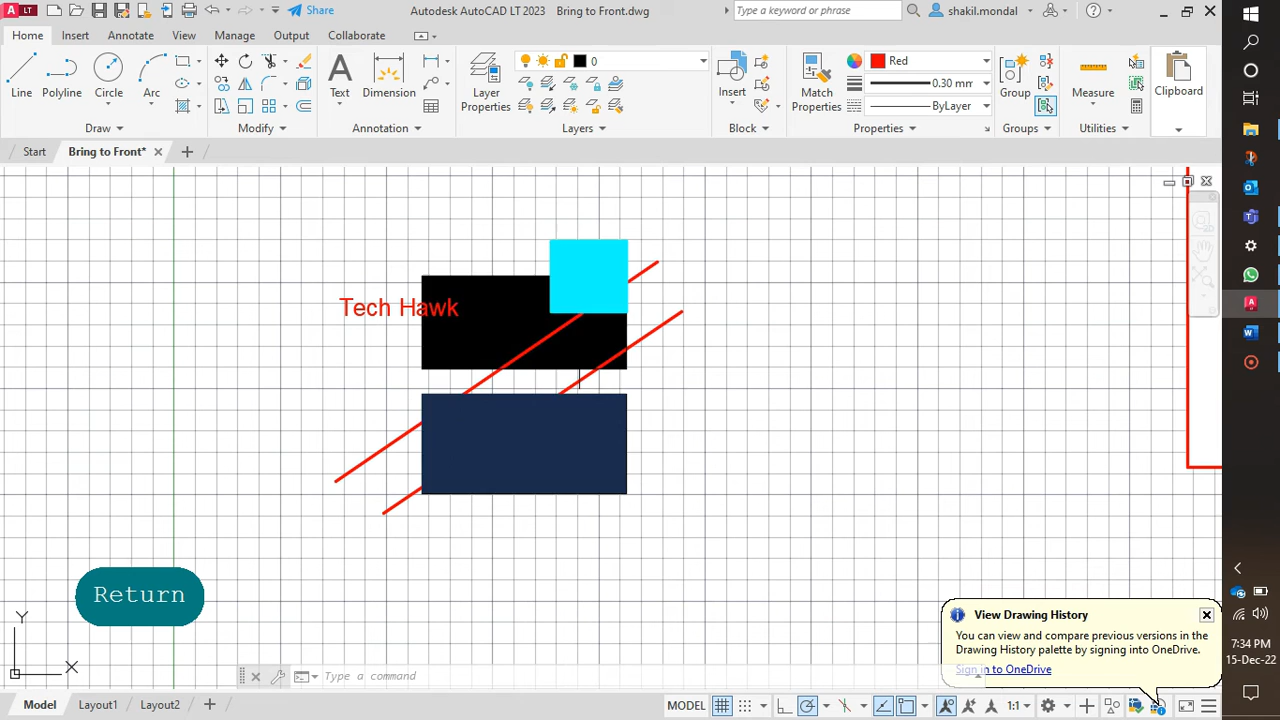 LT
Share
Autodesk AutoCAD LT 2023 Bring to Front.dwg
Type a keyword or phrase
shakil.mondal
Home Insert Annotate View Manage Output Collaborate
Line Polyline Circle Arc
Text Dimension
Layer Properties
0
Insert
Match Properties
Red
0.30 mm
ByLayer
Group
Measure
Clipboard
Draw Modify Annotation Layers Block Properties Groups Utilities
Start Bring to Front*
Tech Hawk
Return
Y
X
Type a command
View Drawing History
You can view and compare previous versions in the
Drawing History palette by signing into OneDrive.
Sign in to OneDrive
Model Layout1 Layout2
MODEL
1:1
7:34 PM
15-Dec-22